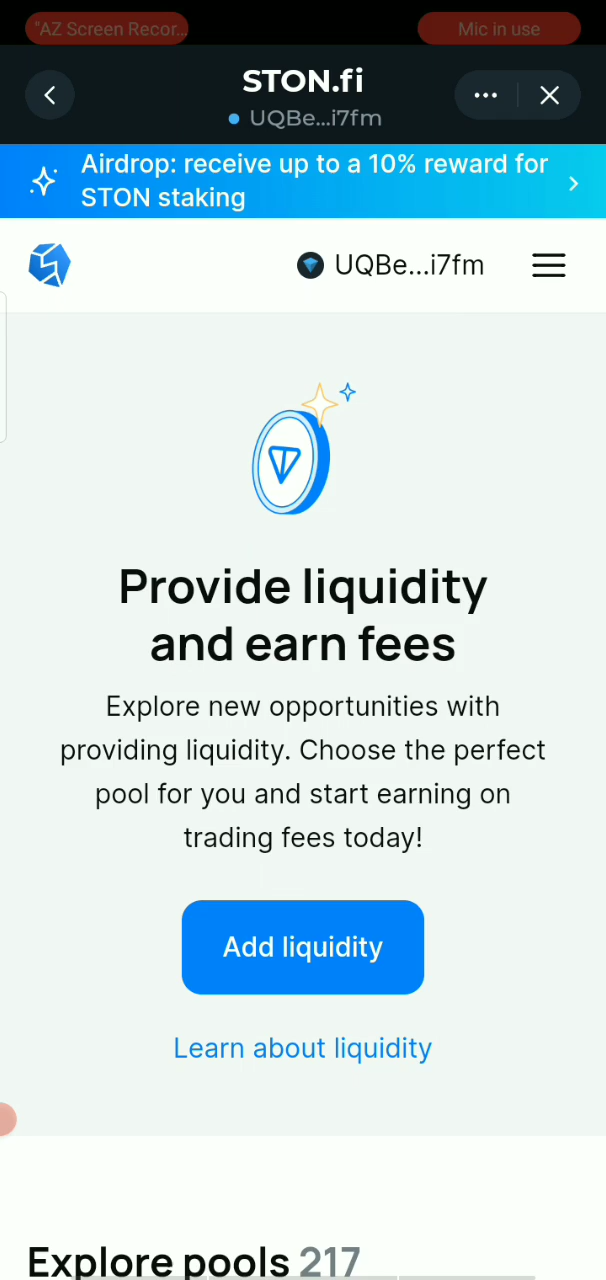 "AZ Screen Recor...
Mic in use
STON.fi
UQBe...i7fm
Airdrop: receive up to a 10% reward for
STON staking
UQBe...i7fm
Provide liquidity
and earn fees
Explore new opportunities with
providing liquidity. Choose the perfect
pool for you and start earning on
trading fees today!
Add liquidity
Learn about liquidity
Explore pools 217